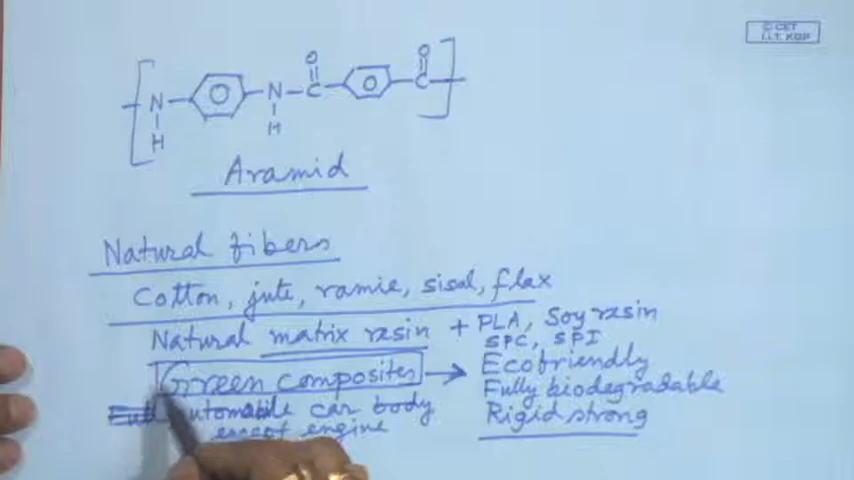 © CET
I.I.T. KGP
O O
N N C C
H H
Aramid
Natural fibers
Cotton, jute, ramie, sisal, flax
Natural matrix resin + PLA, Soy resin
SPC, SPI
Green composites → Ecofriendly
Fully biodegradable
Automobile car body
Rigid strong
except engine